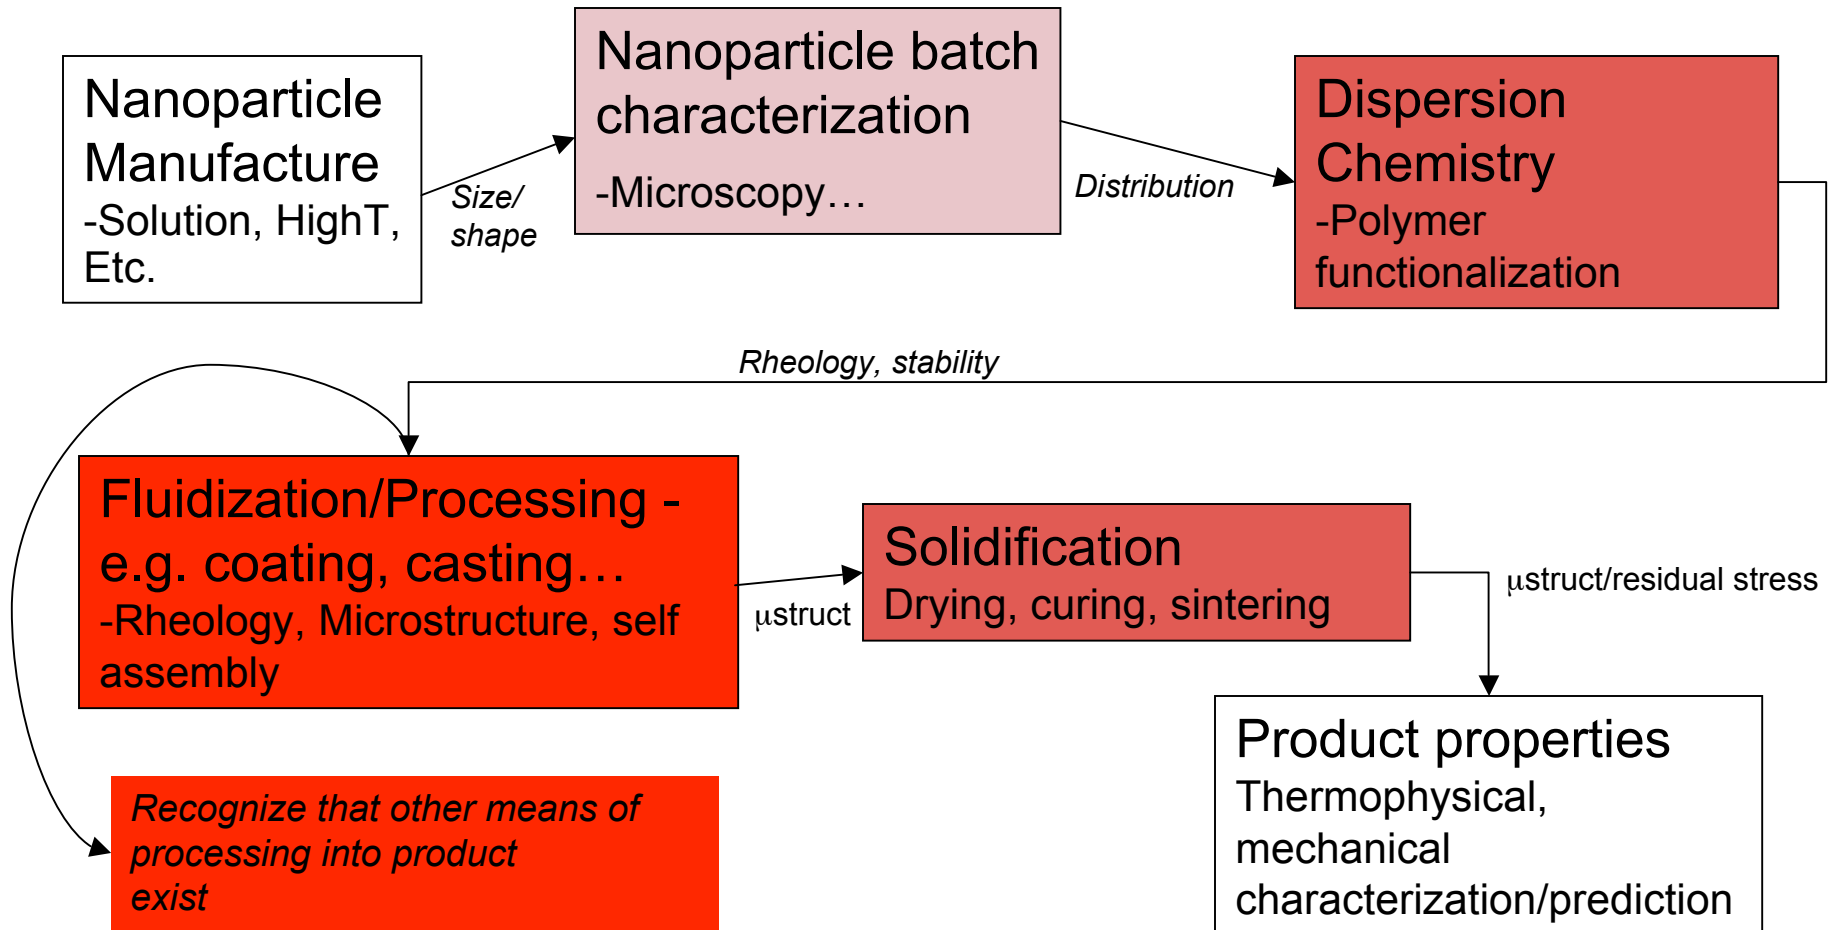 Nanoparticle
Manufacture
-Solution, HighT,
Etc.
Size/
shape
Nanoparticle batch
characterization
-Microscopy…
Distribution
Dispersion
Chemistry
-Polymer
functionalization
Rheology, stability
Fluidization/Processing -
e.g. coating, casting…
-Rheology, Microstructure, self
assembly
μstruct
Solidification
Drying, curing, sintering
μstruct/residual stress
Recognize that other means of
processing into product
exist
Product properties
Thermophysical,
mechanical
characterization/prediction